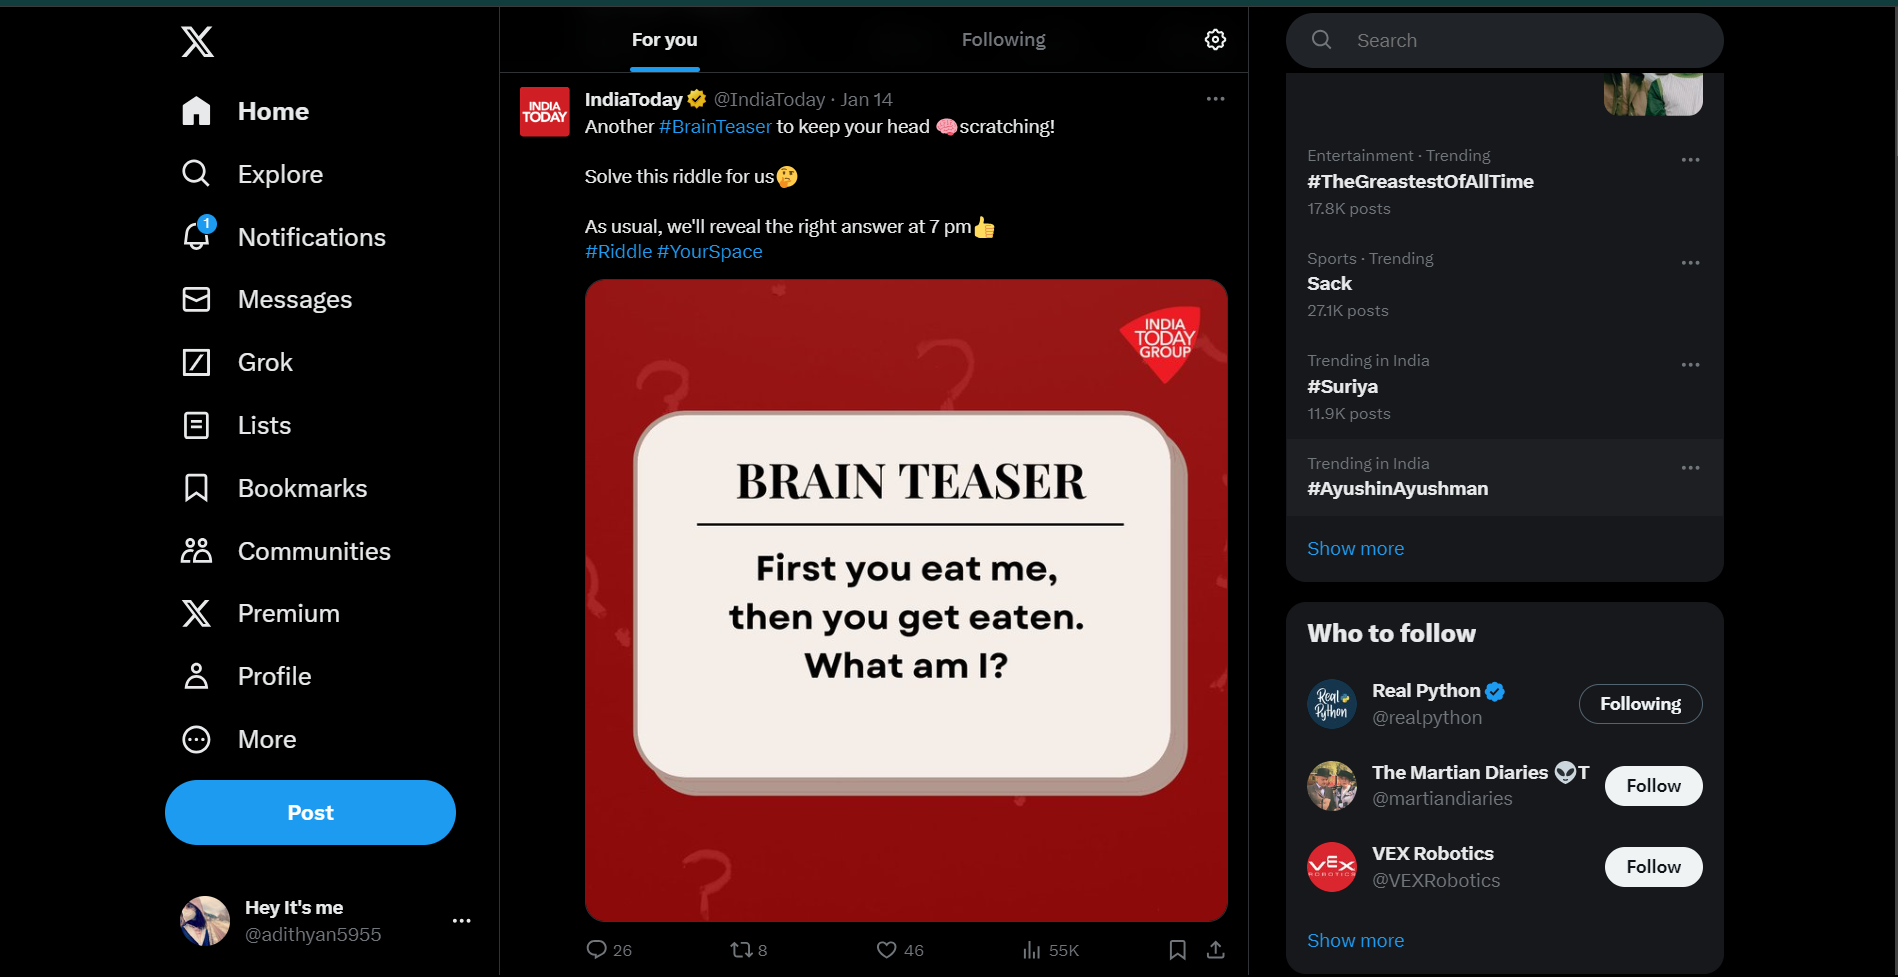 Home
Explore
1
Notifications
Messages
Grok
Lists
Bookmarks
Communities
Premium
Profile
More
Post
Hey It's me
@adithyan5955
For you
Following
INDIA
TODAY
IndiaToday @IndiaToday · Jan 14
Another #BrainTeaser to keep your head 🧠scratching!
Solve this riddle for us🤔
As usual, we'll reveal the right answer at 7 pm👍
#Riddle #YourSpace
INDIA
TODAY
GROUP
BRAIN TEASER
First you eat me,
then you get eaten.
What am I?
26
8
46
55K
Search
Entertainment · Trending
#TheGreastestOfAllTime
17.8K posts
Sports · Trending
Sack
27.1K posts
Trending in India
#Suriya
11.9K posts
Trending in India
#AyushinAyushman
Show more
Who to follow
Real Python
Real Python
@realpython
Following
The Martian Diaries 👽T
@martiandiaries
Follow
VEX
ROBOTICS
VEX Robotics
@VEXRobotics
Follow
Show more